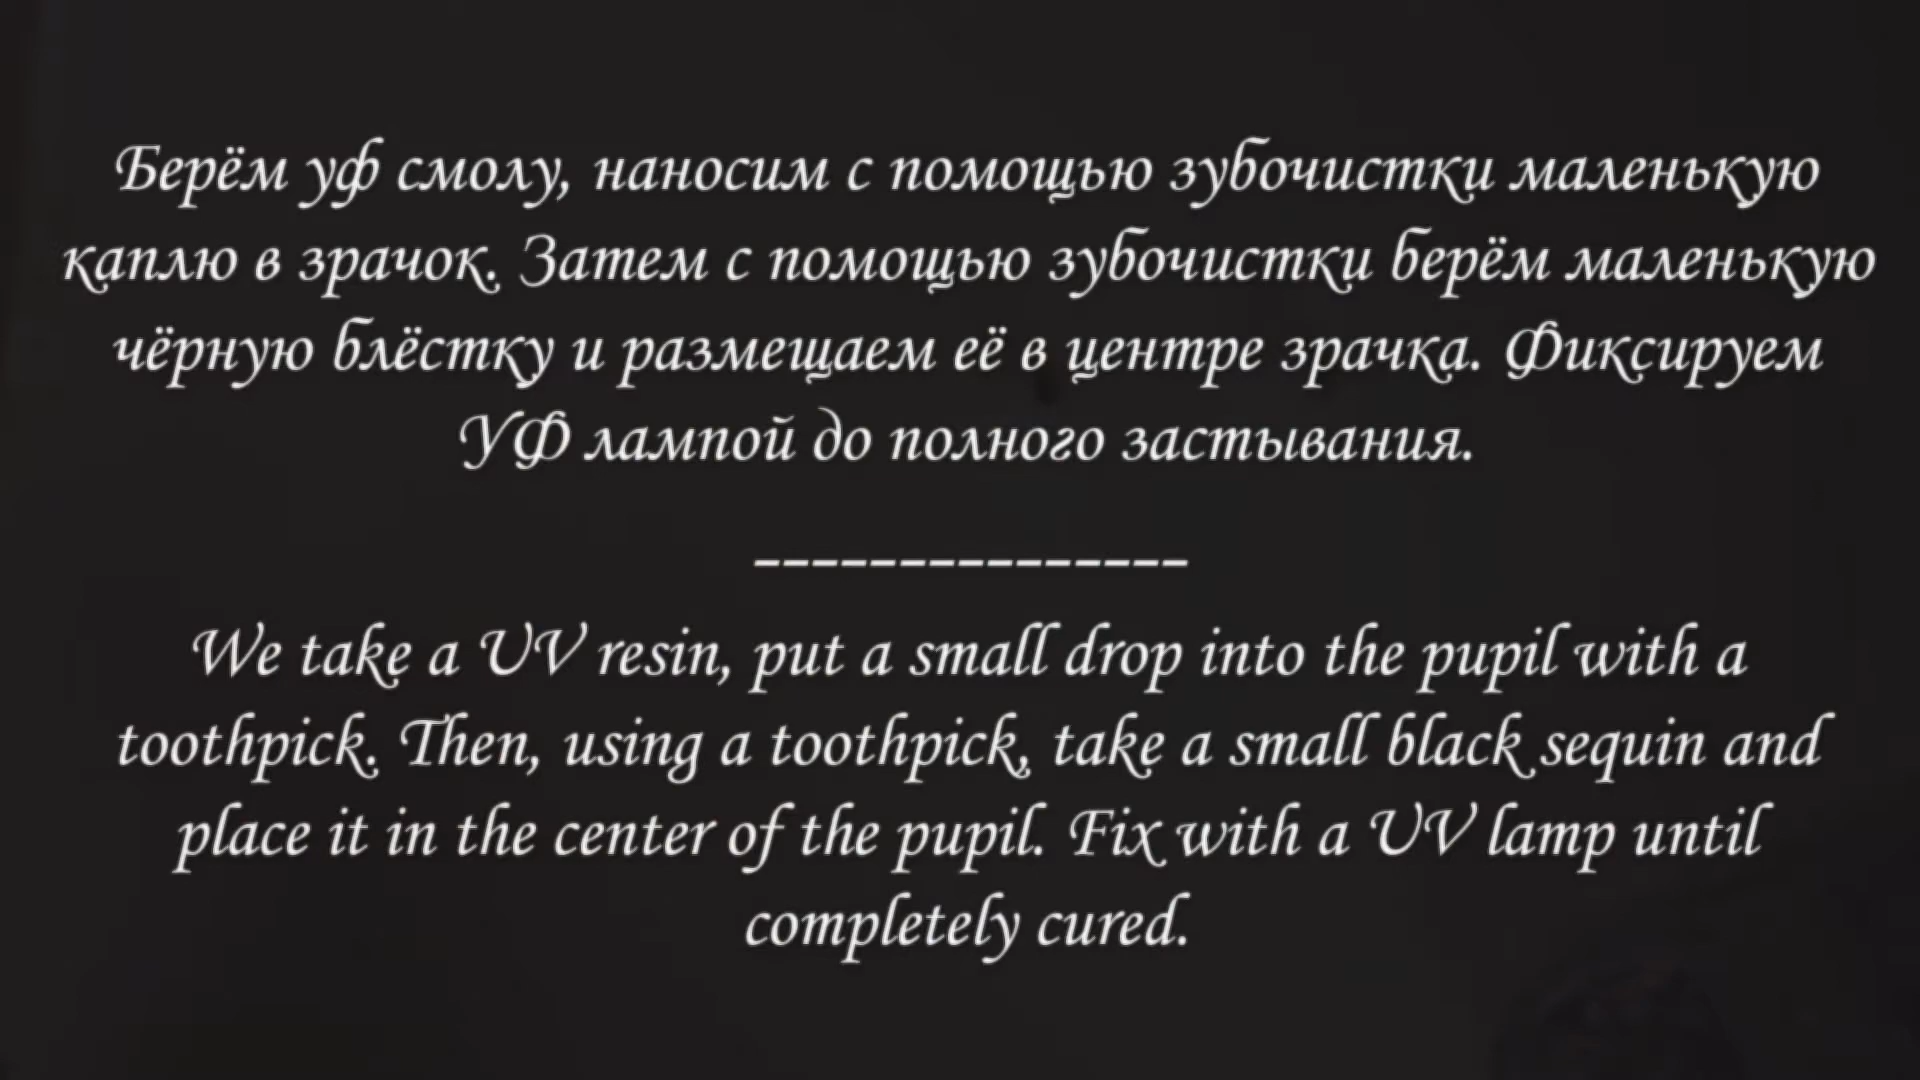 Берём уф смолу, наносим с помощью зубочистки маленькую
каплю в зрачок. Затем с помощью зубочистки берём маленькую
чёрную блёстку и размещаем её в центре зрачка. Фиксируем
УФ лампой до полного застывания.
---------------
We take a UV resin, put a small drop into the pupil with a
toothpick. Then, using a toothpick, take a small black sequin and
place it in the center of the pupil. Fix with a UV lamp until
completely cured.